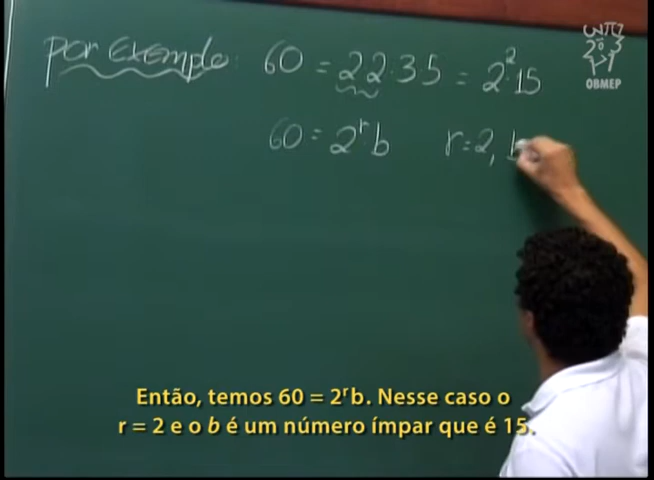 por exemplo: 60 = 2·2·3·5 = 2²·15
OBMEP
60 = 2ʳ·b r=2, b
Então, temos 60 = 2ʳb. Nesse caso o
r = 2 e o b é um número ímpar que é 15.